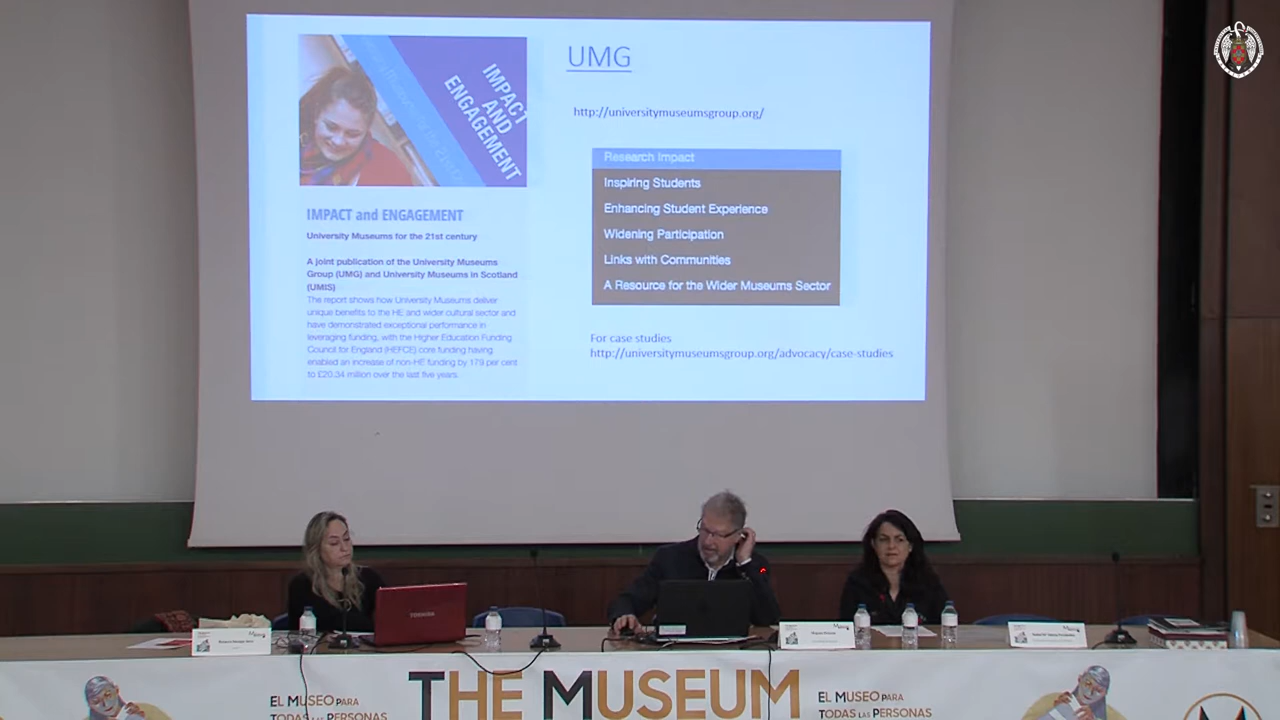 IMPACT
AND
ENGAGEMENT
IMPACT and ENGAGEMENT
University Museums for the 21st century
A joint publication of the University Museums
Group (UMG) and University Museums in Scotland
(UMIS)
The report shows how University Museums deliver
unique benefits to the HE and wider cultural sector and
have demonstrated exceptional performance in
leveraging funding, with the Higher Education Funding
Council for England (HEFCE) core funding having
enabled an increase of non-HE funding by 179 per cent
to £20.34 million over the last five years.
UMG
http://universitymuseumsgroup.org/
Research Impact
Inspiring Students
Enhancing Student Experience
Widening Participation
Links with Communities
A Resource for the Wider Museums Sector
For case studies
http://universitymuseumsgroup.org/advocacy/case-studies
TOSHIBA
EL MUSEO PARA
TODAS LAS PERSONAS
THE MUSEUM
EL MUSEO PARA
TODAS LAS PERSONAS